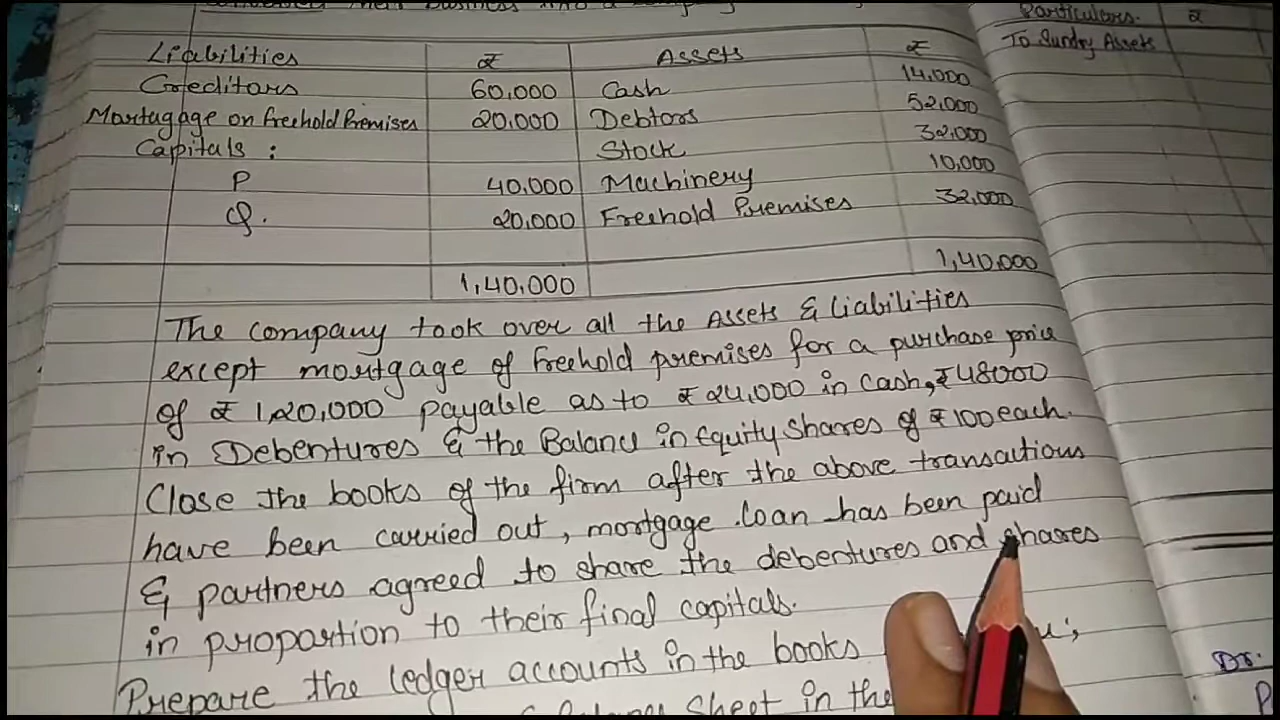 Particulars. ₹
To Sundry Assets
Liabilities ₹ Assets ₹
Creditors 60,000 Cash 14,000
Mortugage on Freehold Premises 20,000 Debtors 52,000
Capitals : Stock 32,000
P 40,000 Machinery 10,000
Q. 20,000 Freehold Premises 32,000
1,40,000 1,40,000
The company took over all the Assets & Liabilities
except mortgage of Freehold premises for a purchase price
of ₹ 1,20,000 payable as to ₹ 24,000 in cash, ₹ 48000
in Debentures & the Balance in Equity Shares of ₹ 100 each.
Close the books of the firm after the above transactions
have been carried out, mortgage loan has been paid
& partners agreed to share the debentures and shares
in proportion to their final capitals.
Prepare the ledger accounts in the books
Sheet in the
Dr.
P